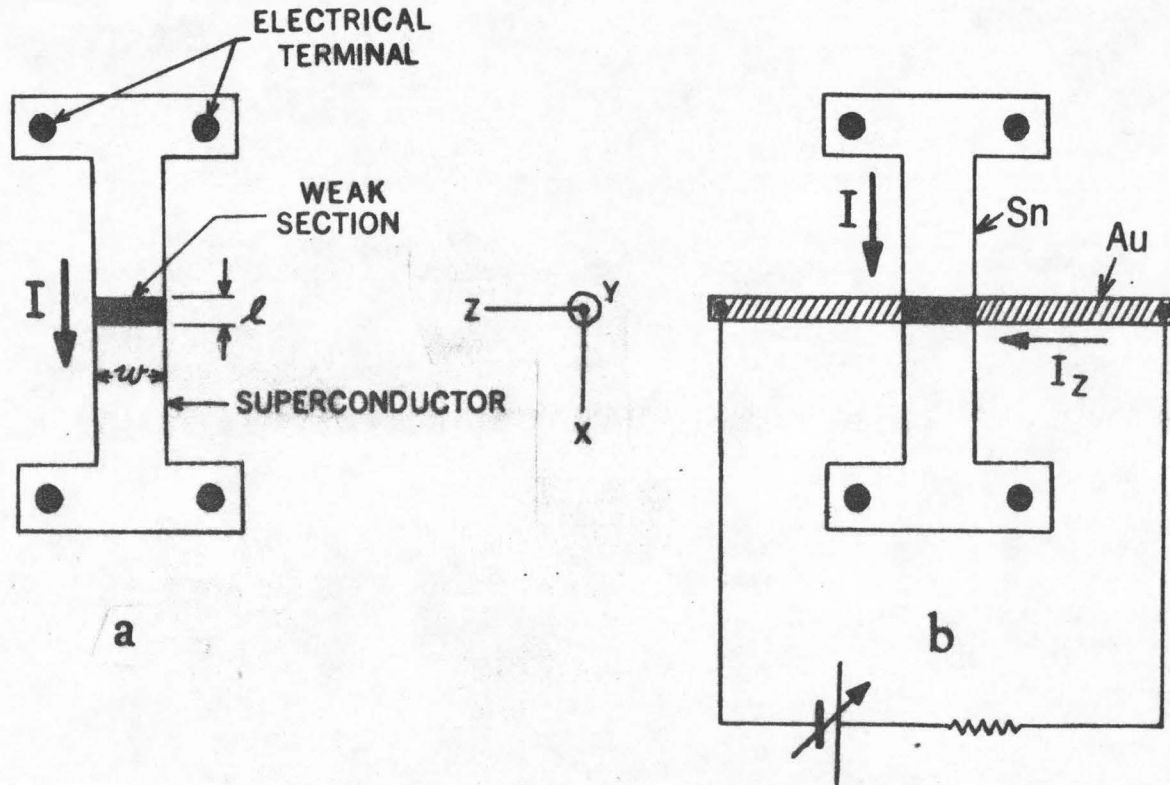 ELECTRICAL
TERMINAL
WEAK
SECTION
I
ℓ
w
SUPERCONDUCTOR
Z
Y
X
a
I
Sn
Au
I_z
b